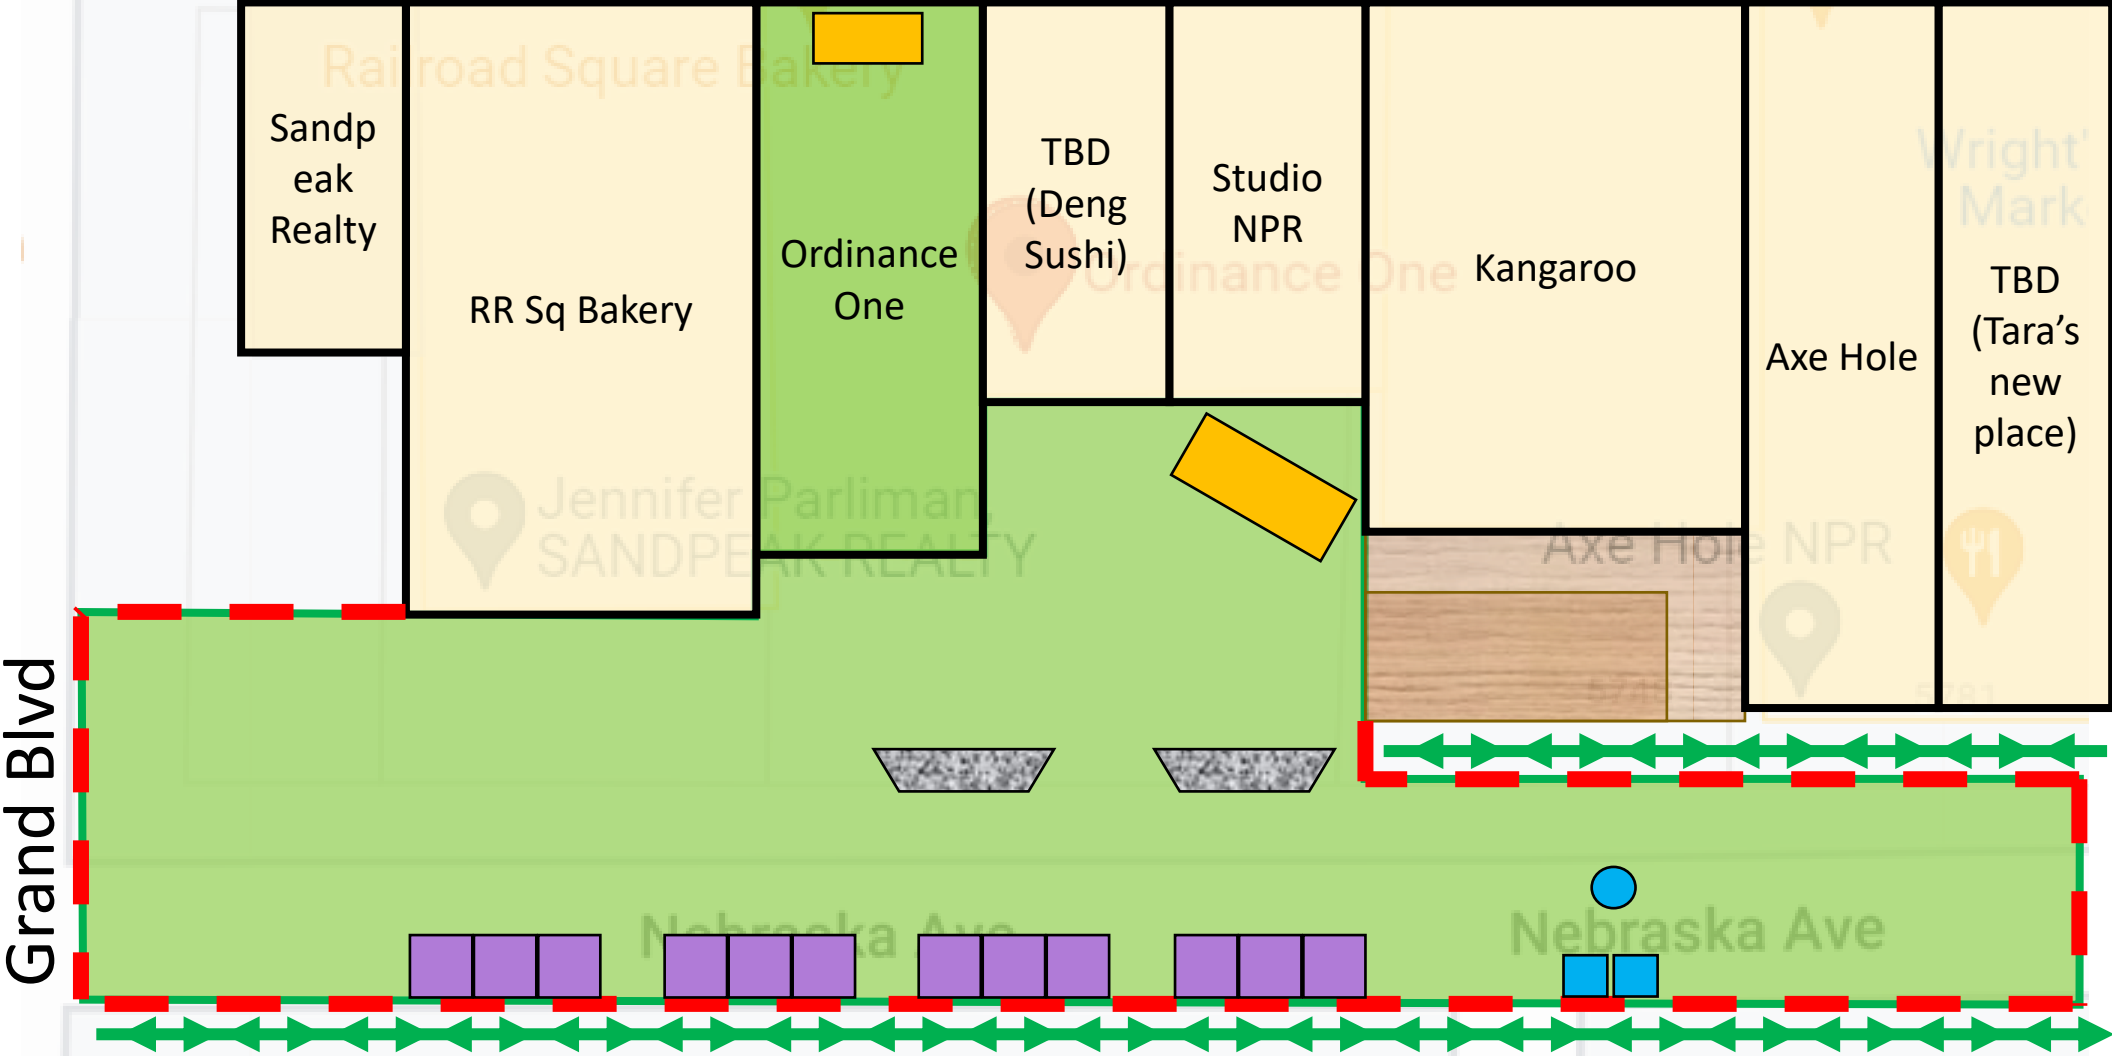 Railroad Square Bakery
Sandp
eak
Realty
RR Sq Bakery
Ordinance
One
TBD
(Deng
Sushi)
Studio
NPR
Ordinance One
Kangaroo
Axe Hole
Wright'
Mark
TBD
(Tara’s
new
place)
Jennifer Parliman,
SANDPEAK REALTY
Axe Hole NPR
5781
Grand Blvd
Nebraska Ave
Nebraska Ave